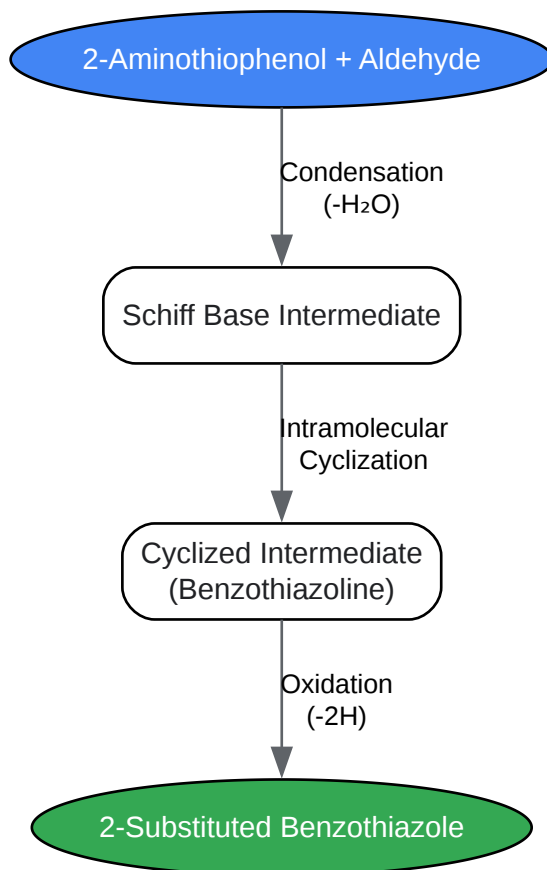 2-Aminothiophenol + Aldehyde
Condensation
(-H₂O)
Schiff Base Intermediate
Intramolecular
Cyclization
Cyclized Intermediate
(Benzothiazoline)
Oxidation
(-2H)
2-Substituted Benzothiazole